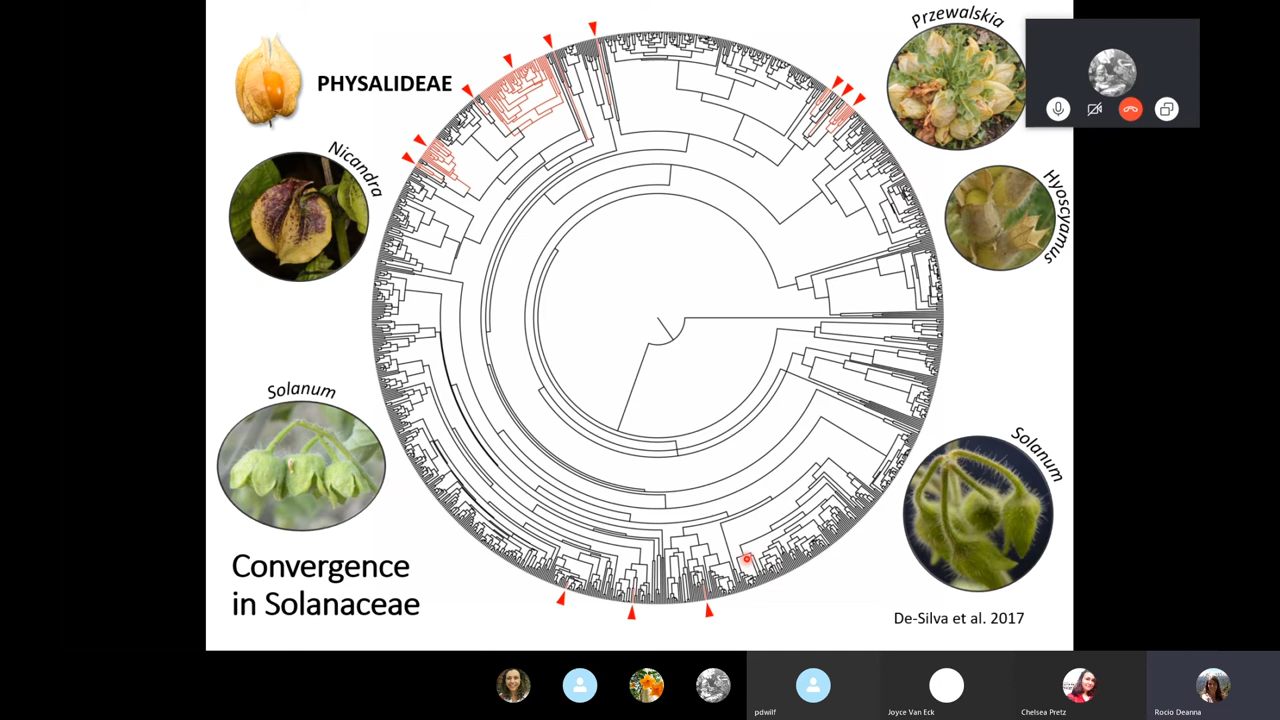 Przewalskia
PHYSALIDEAE
Nicandra
Hyoscyamus
Solanum
Solanum
Convergence
in Solanaceae
De-Silva et al. 2017
pdwilf
Joyce Van Eck
Chelsea Pretz
Rocio Deanna